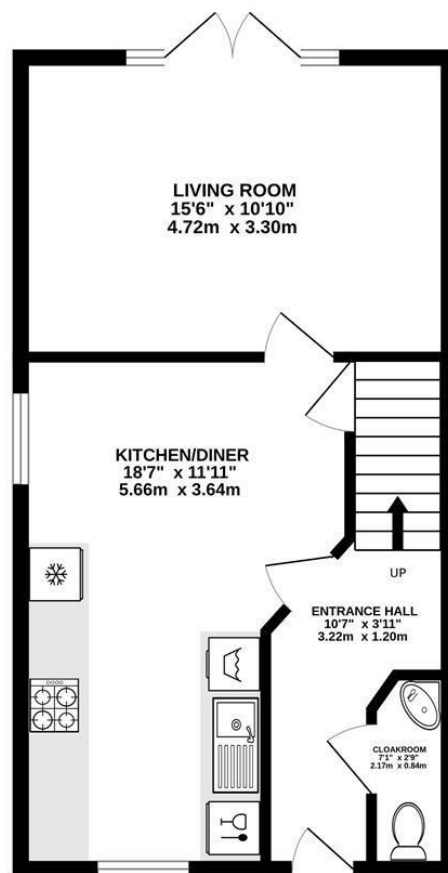 LIVING ROOM
15'6" x 10'10"
4.72m x 3.30m
KITCHEN/DINER
18'7" x 11'11"
5.66m x 3.64m
UP
ENTRANCE HALL
10'7" x 3'11"
3.22m x 1.20m
CLOAKROOM
7'1" x 2'9"
2.17m x 0.84m